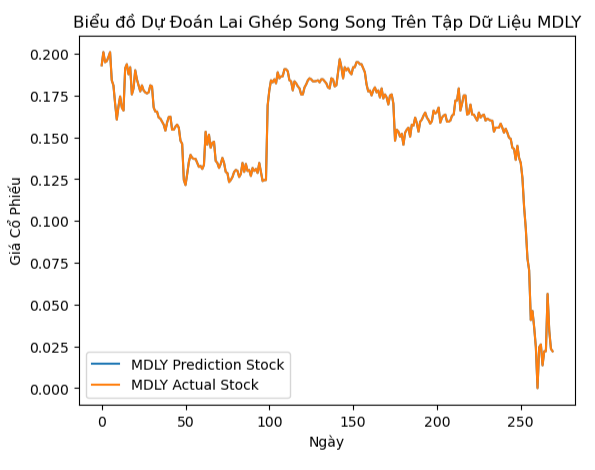 Biểu đồ Dự Đoán Lai Ghép Song Song Trên Tập Dữ Liệu MDLY
0.200
0.175
0.150
0.125
0.100
0.075
0.050
0.025
0.000
Giá Cổ Phiếu
MDLY Prediction Stock
MDLY Actual Stock
0 50 100 150 200 250
Ngày